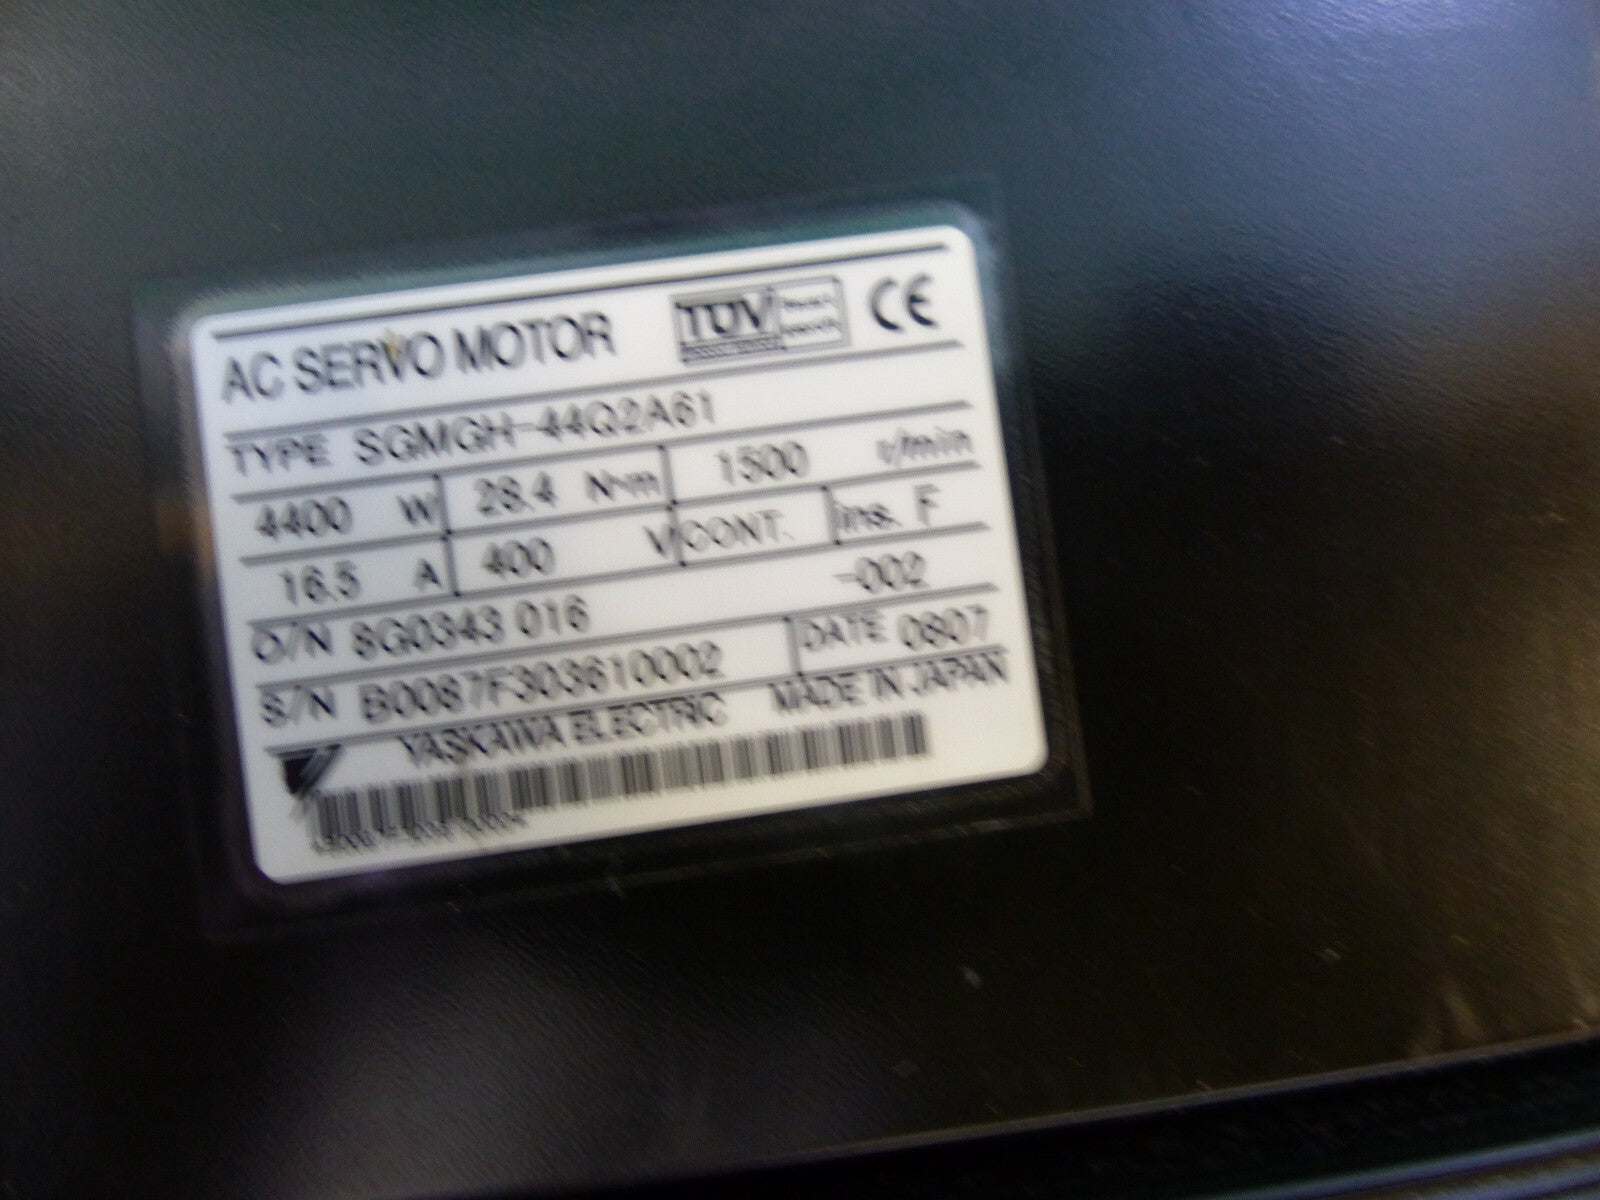 AC SERVO MOTOR TÜV CE
TYPE SGMGH-44Q2A61
4400 W 28.4 N·m 1500 r/min
16.5 A 400 V CONT. ins. F
O/N 8G0343 016 -002
S/N B0087F303610002 DATE 0807
YASKAWA ELECTRIC MADE IN JAPAN